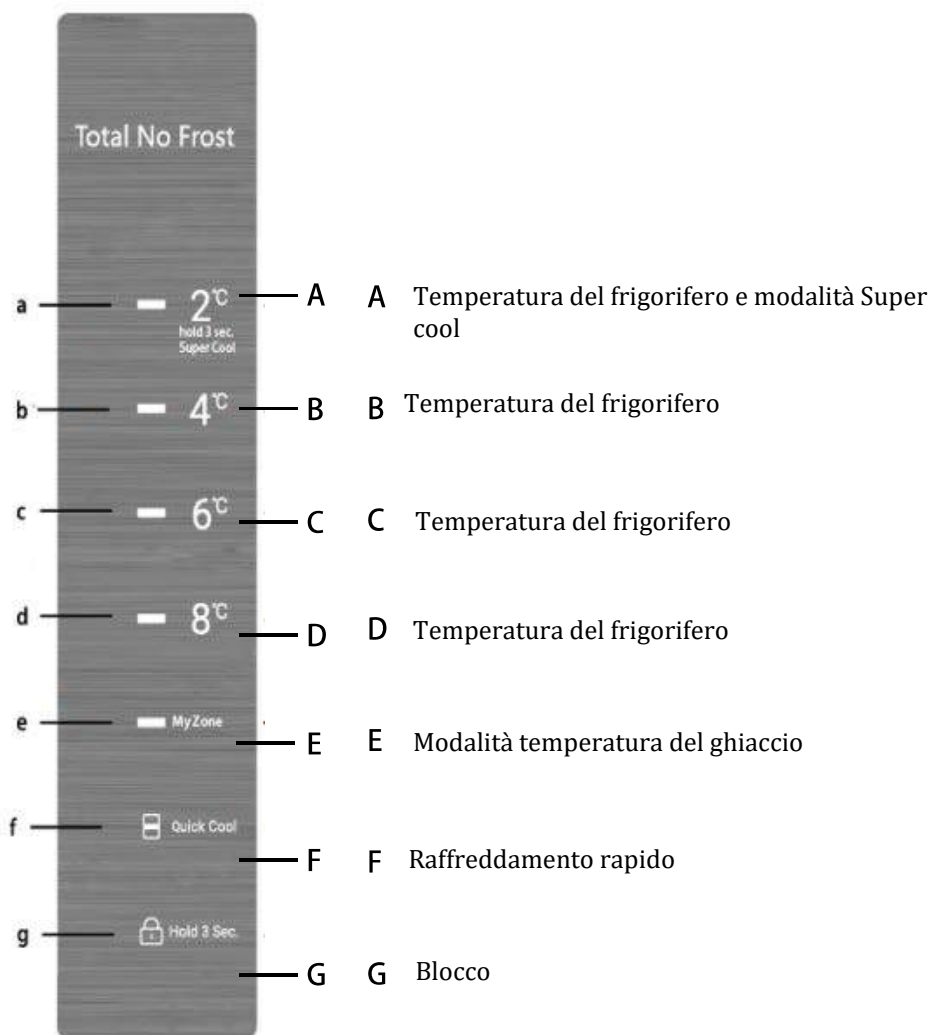 Total No Frost
a 2°C A A Temperatura del frigorifero e modalità Super
cool
hold 3 sec.
Super Cool
b 4°C B B Temperatura del frigorifero
c 6°C C C Temperatura del frigorifero
d 8°C D D Temperatura del frigorifero
e MyZone
E E Modalità temperatura del ghiaccio
f Quick Cool
F F Raffreddamento rapido
g Hold 3 Sec.
G G Blocco